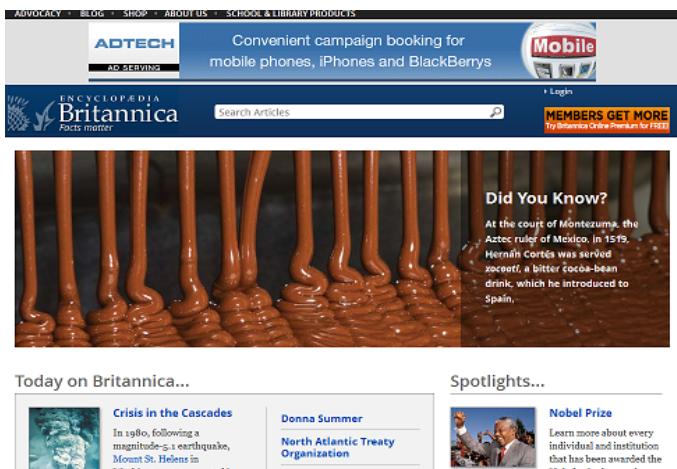 ADVOCACY • BLOG • SHOP • ABOUT US • SCHOOL & LIBRARY PRODUCTS
ADTECH
AD SERVING
Convenient campaign booking for
mobile phones, iPhones and BlackBerrys
Mobile
Login
ENCYCLOPÆDIA
Britannica
Facts matter
Search Articles
MEMBERS GET MORE
Try Britannica Online Premium for FREE!
Did You Know?
At the court of Montezuma, the
Aztec ruler of Mexico, in 1519,
Hernán Cortés was served
xocoatl, a bitter cocoa-bean
drink, which he introduced to
Spain.
Today on Britannica...
Crisis in the Cascades
In 1980, following a
magnitude-5.1 earthquake,
Mount St. Helens in
Donna Summer
North Atlantic Treaty
Organization
Spotlights...
Nobel Prize
Learn more about every
individual and institution
that has been awarded the